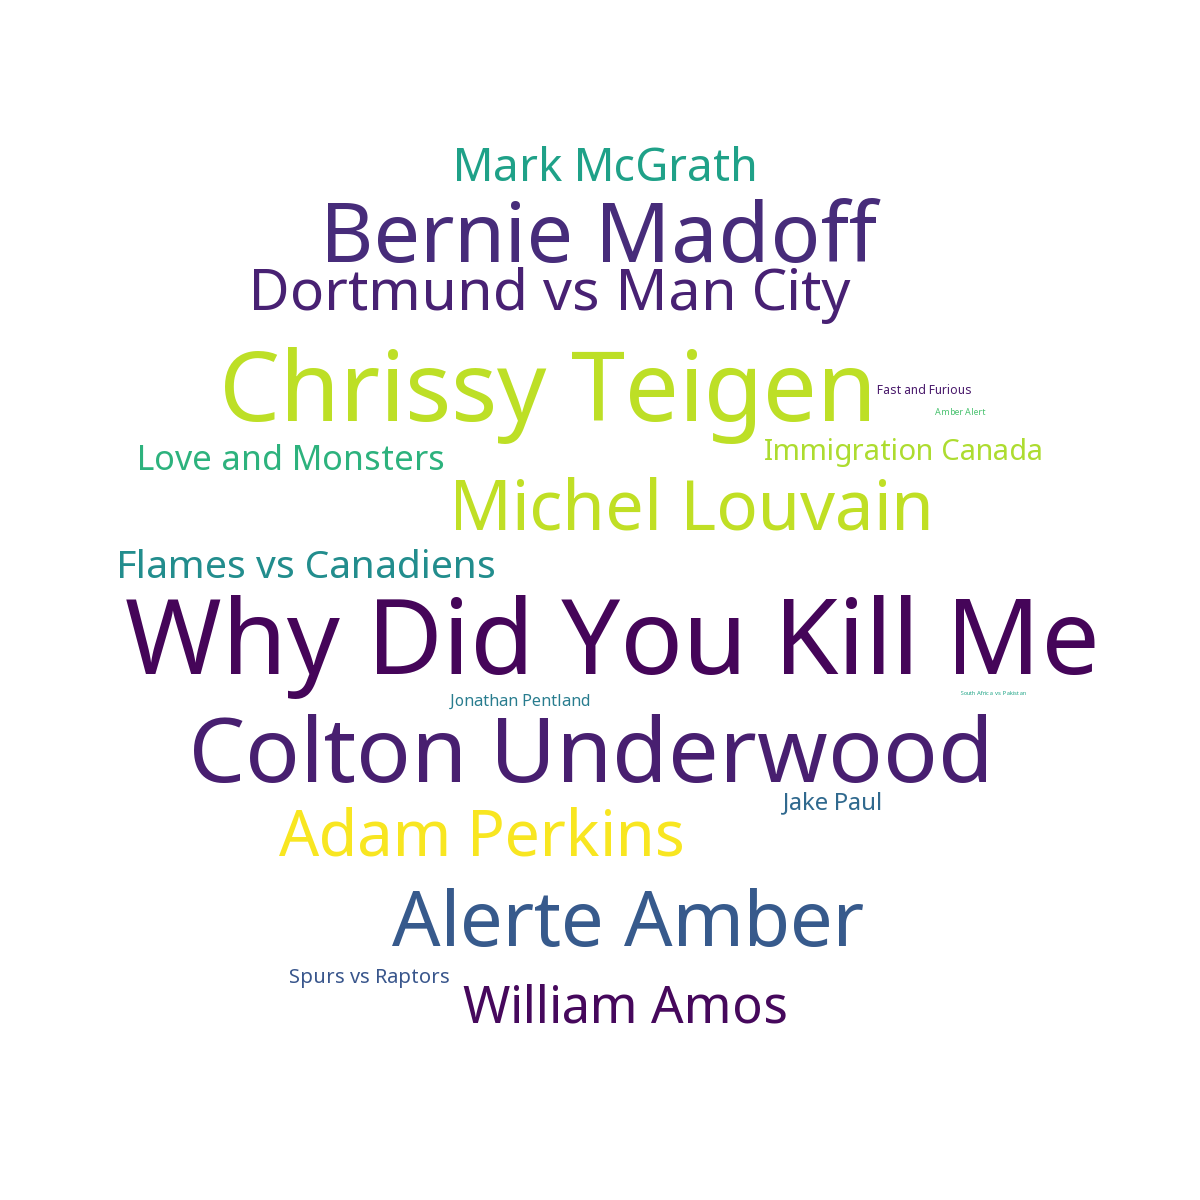 Mark McGrath
Bernie Madoff
Dortmund vs Man City
Chrissy Teigen
Fast and Furious
Amber Alert
Love and Monsters
Immigration Canada
Michel Louvain
Flames vs Canadiens
Why Did You Kill Me
Jonathan Pentland
South Africa vs Pakistan
Colton Underwood
Jake Paul
Adam Perkins
Alerte Amber
Spurs vs Raptors
William Amos